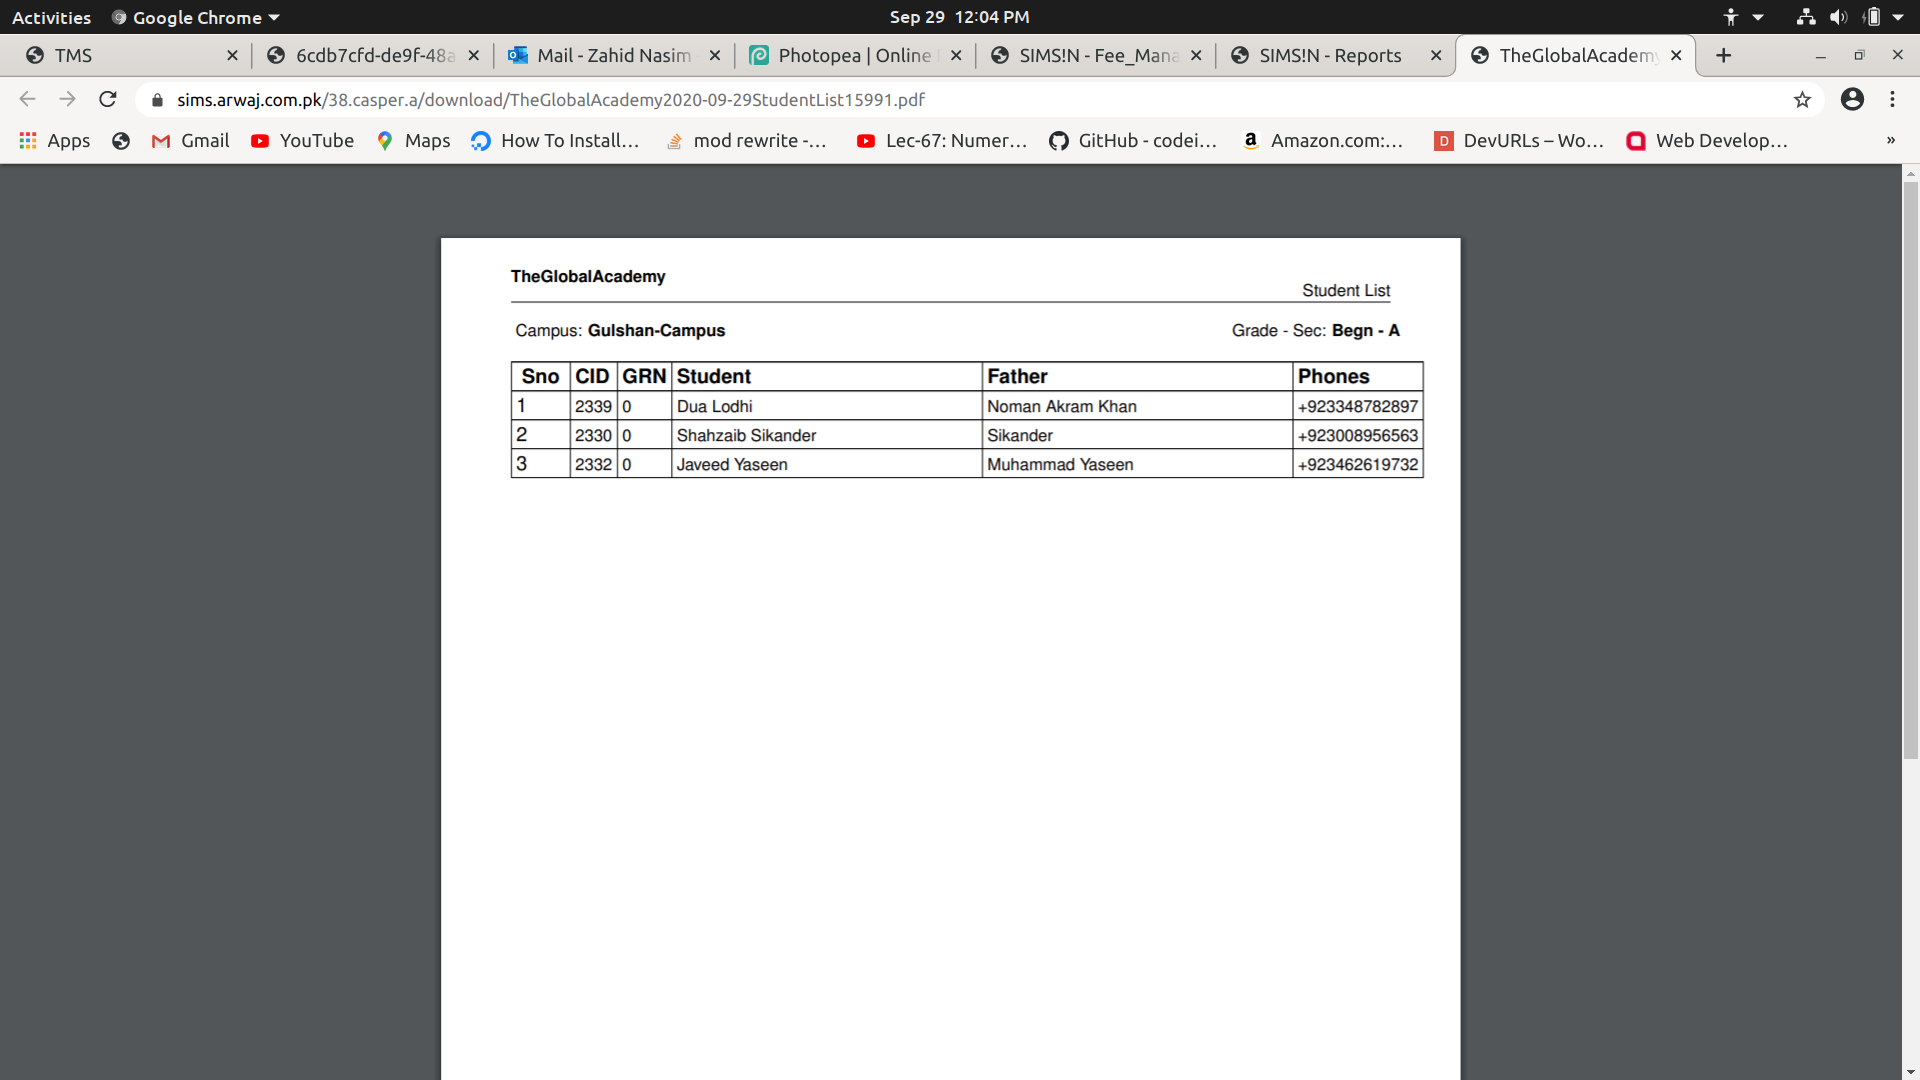 Activities Google Chrome Sep 29 12:04 PM
TMS 6cdb7cfd-de9f-48a Mail - Zahid Nasim Photopea | Online SIMS!N - Fee_Mana SIMS!N - Reports TheGlobalAcademy
sims.arwaj.com.pk/38.casper.a/download/TheGlobalAcademy2020-09-29StudentList15991.pdf
Apps Gmail YouTube Maps How To Install... mod rewrite -... Lec-67: Numer... GitHub - codei... Amazon.com:... DevURLs – Wo... Web Develop... »
TheGlobalAcademy
Student List
Campus: Gulshan-Campus Grade - Sec: Begn - A
Sno CID GRN Student Father Phones
1 2339 0 Dua Lodhi Noman Akram Khan +923348782897
2 2330 0 Shahzaib Sikander Sikander +923008956563
3 2332 0 Javeed Yaseen Muhammad Yaseen +923462619732